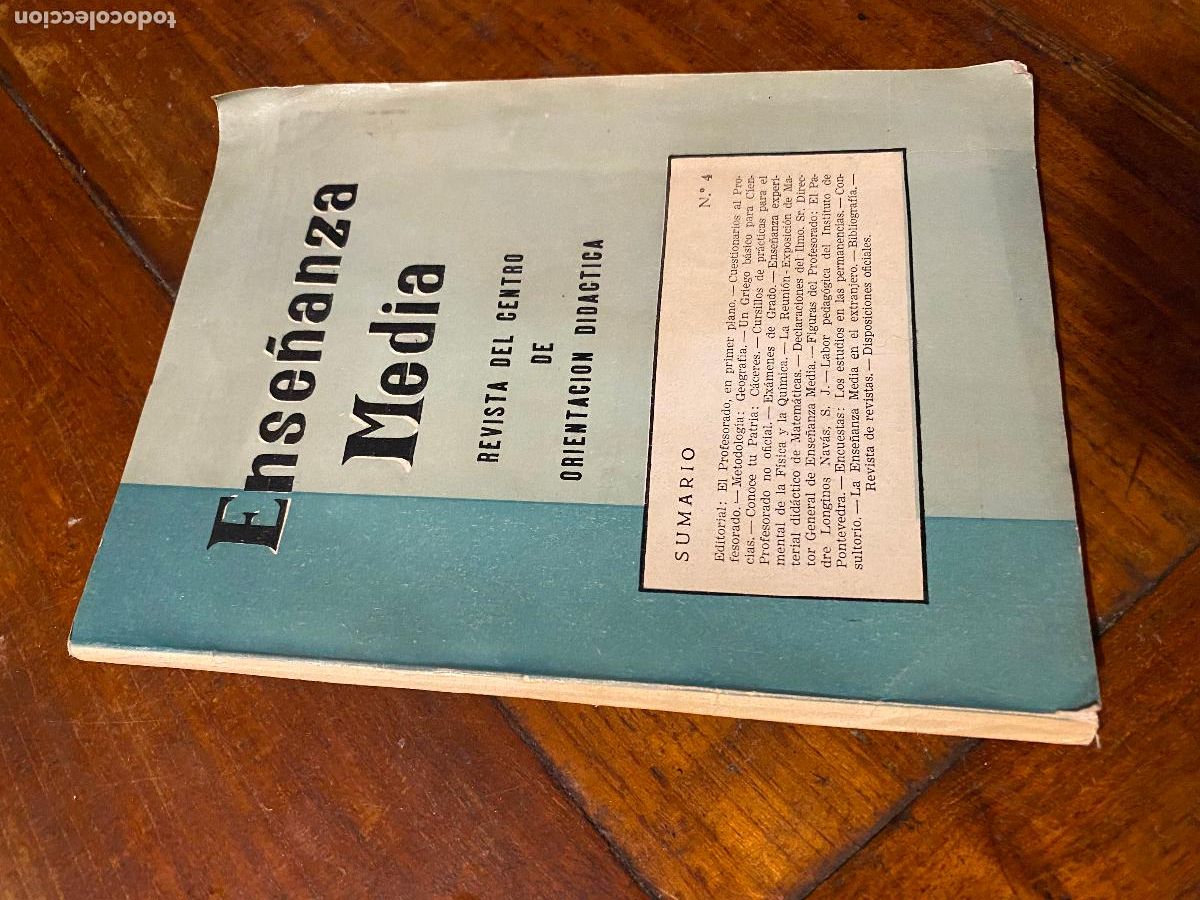 Enseñanza
Media
REVISTA DEL CENTRO
DE
ORIENTACION DIDACTICA
SUMARIO N.º 4
Editorial: El Profesorado, en primer plano. — Cuestionarios al Pro-
fesorado. — Metodología: Geografía. — Un Griego básico para Cien-
cias. — Conoce tu Patria: Cáceres. — Cursillos de prácticas para el
Profesorado no oficial. — Exámenes de Grado. — Enseñanza experi-
mental de la Física y la Química. — La Reunión-Exposición de Ma-
terial didáctico de Matemáticas. — Declaraciones del Ilmo. Sr. Direc-
tor General de Enseñanza Media. — Figuras del Profesorado: El Pa-
dre Longinos Navás, S. J. — Labor pedagógica del Instituto de
Pontevedra. — Encuestas: Los estudios en las permanencias. — Con-
sultorio. — La Enseñanza Media en el extranjero. — Bibliografía. —
Revista de revistas. — Disposiciones oficiales.
todocoleccion